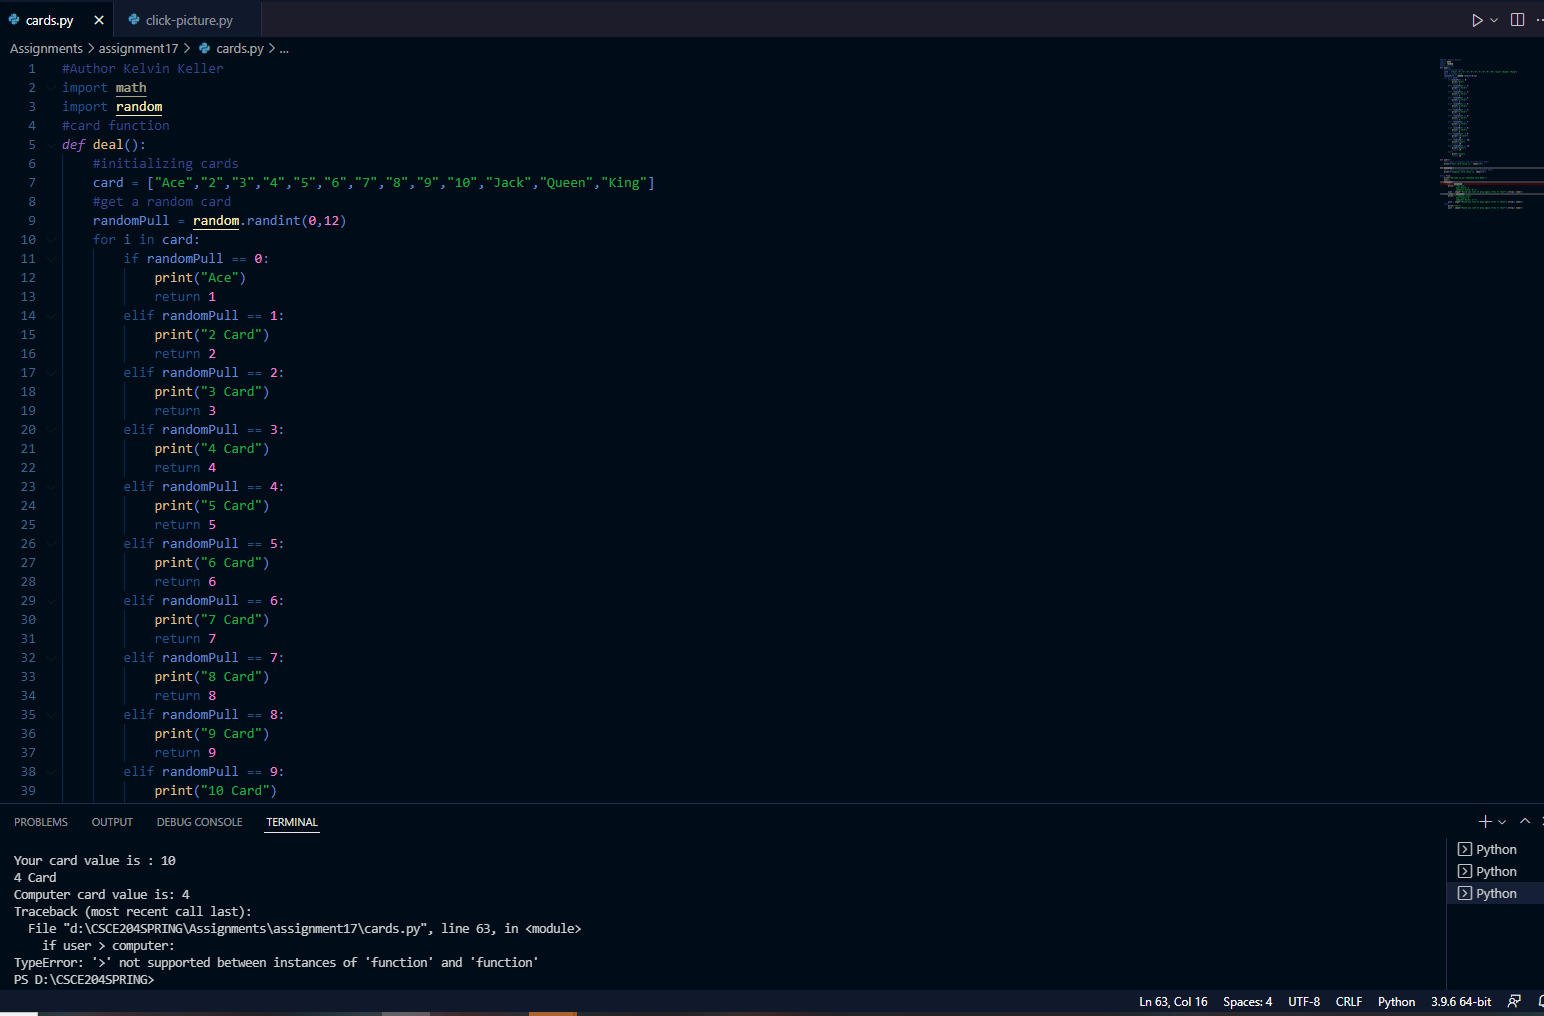 cards.py
click-picture.py
Assignments > assignment17 > cards.py > ...
1 #Author Kelvin Keller
2 import math
3 import random
4 #card function
5 def deal():
6 #initializing cards
7 card = ["Ace","2","3","4","5","6","7","8","9","10","Jack","Queen","King"]
8 #get a random card
9 randomPull = random.randint(0,12)
10 for i in card:
11 if randomPull == 0:
12 print("Ace")
13 return 1
14 elif randomPull == 1:
15 print("2 Card")
16 return 2
17 elif randomPull == 2:
18 print("3 Card")
19 return 3
20 elif randomPull == 3:
21 print("4 Card")
22 return 4
23 elif randomPull == 4:
24 print("5 Card")
25 return 5
26 elif randomPull == 5:
27 print("6 Card")
28 return 6
29 elif randomPull == 6:
30 print("7 Card")
31 return 7
32 elif randomPull == 7:
33 print("8 Card")
34 return 8
35 elif randomPull == 8:
36 print("9 Card")
37 return 9
38 elif randomPull == 9:
39 print("10 Card")
PROBLEMS OUTPUT DEBUG CONSOLE TERMINAL
Your card value is : 10
4 Card
Computer card value is: 4
Traceback (most recent call last):
File "d:\CSCE204SPRING\Assignments\assignment17\cards.py", line 63, in <module>
if user > computer:
TypeError: '>' not supported between instances of 'function' and 'function'
PS D:\CSCE204SPRING>
Python
Python
Python
Ln 63, Col 16 Spaces: 4 UTF-8 CRLF Python 3.9.6 64-bit